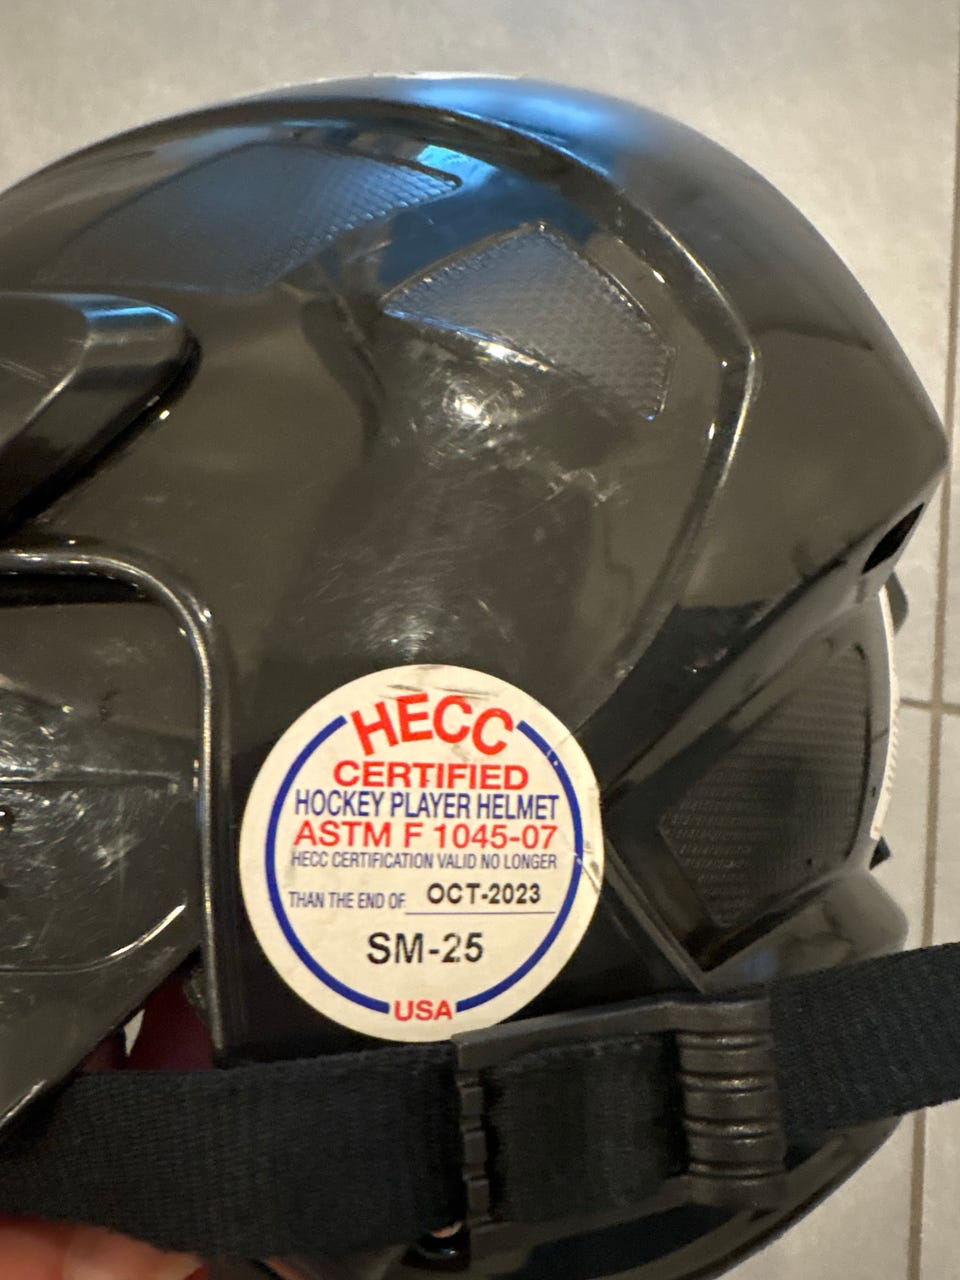 HECC
CERTIFIED
HOCKEY PLAYER HELMET
ASTM F 1045-07
HECC CERTIFICATION VALID NO LONGER
THAN THE END OF OCT-2023
SM-25
USA